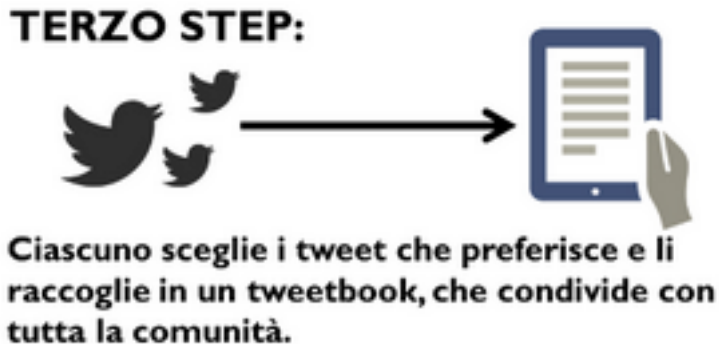 TERZO STEP:
Ciascuno sceglie i tweet che preferisce e li
raccoglie in un tweetbook, che condivide con
tutta la comunità.